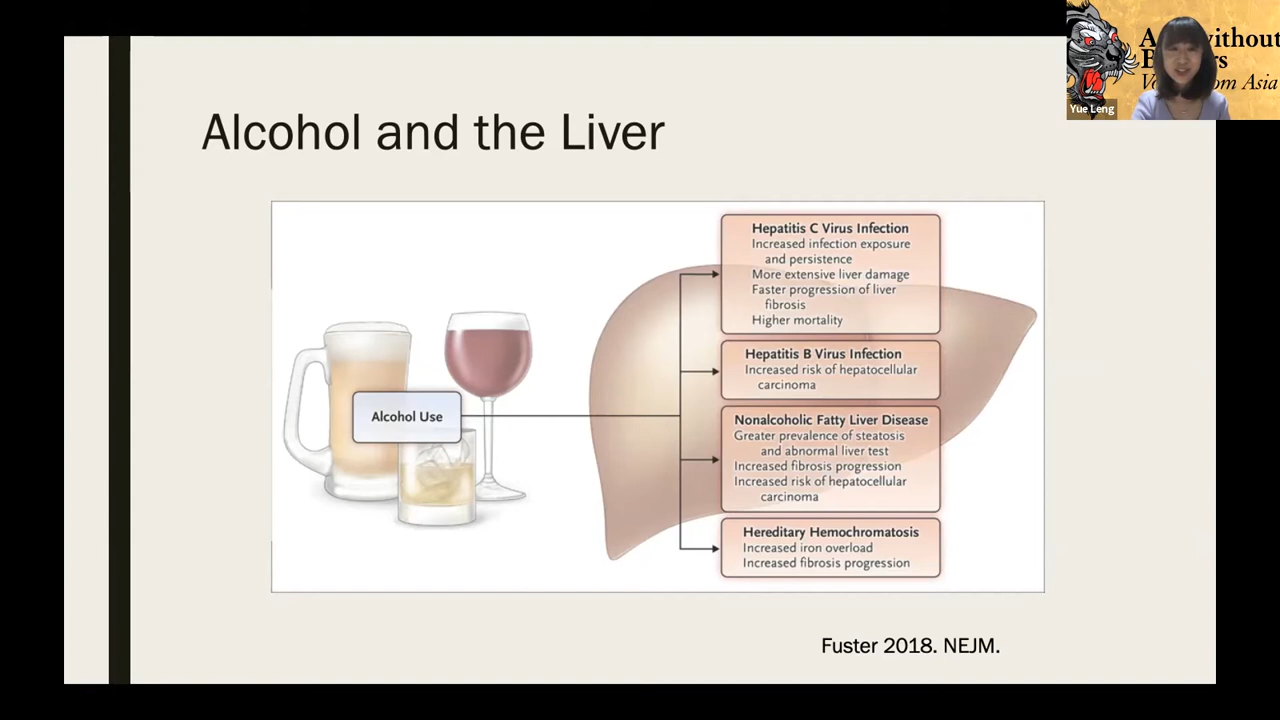 Alcohol and the Liver
Alcohol Use
Hepatitis C Virus Infection
Increased infection exposure
and persistence
More extensive liver damage
Faster progression of liver
fibrosis
Higher mortality
Hepatitis B Virus Infection
Increased risk of hepatocellular
carcinoma
Nonalcoholic Fatty Liver Disease
Greater prevalence of steatosis
and abnormal liver test
Increased fibrosis progression
Increased risk of hepatocellular
carcinoma
Hereditary Hemochromatosis
Increased iron overload
Increased fibrosis progression
Fuster 2018. NEJM.
Yue Leng
ithout
om Asia